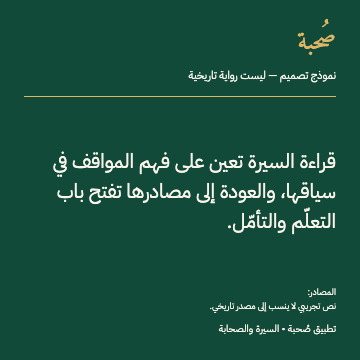 صُحبة
نموذج تصميم — ليست رواية تاريخية
قراءة السيرة تعين على فهم المواقف في
سياقها، والعودة إلى مصادرها تفتح باب
التعلّم والتأمّل.
المصادر:
نص تجريبي لا ينسب إلى مصدر تاريخي.
تطبيق صُحبة • السيرة والصحابة